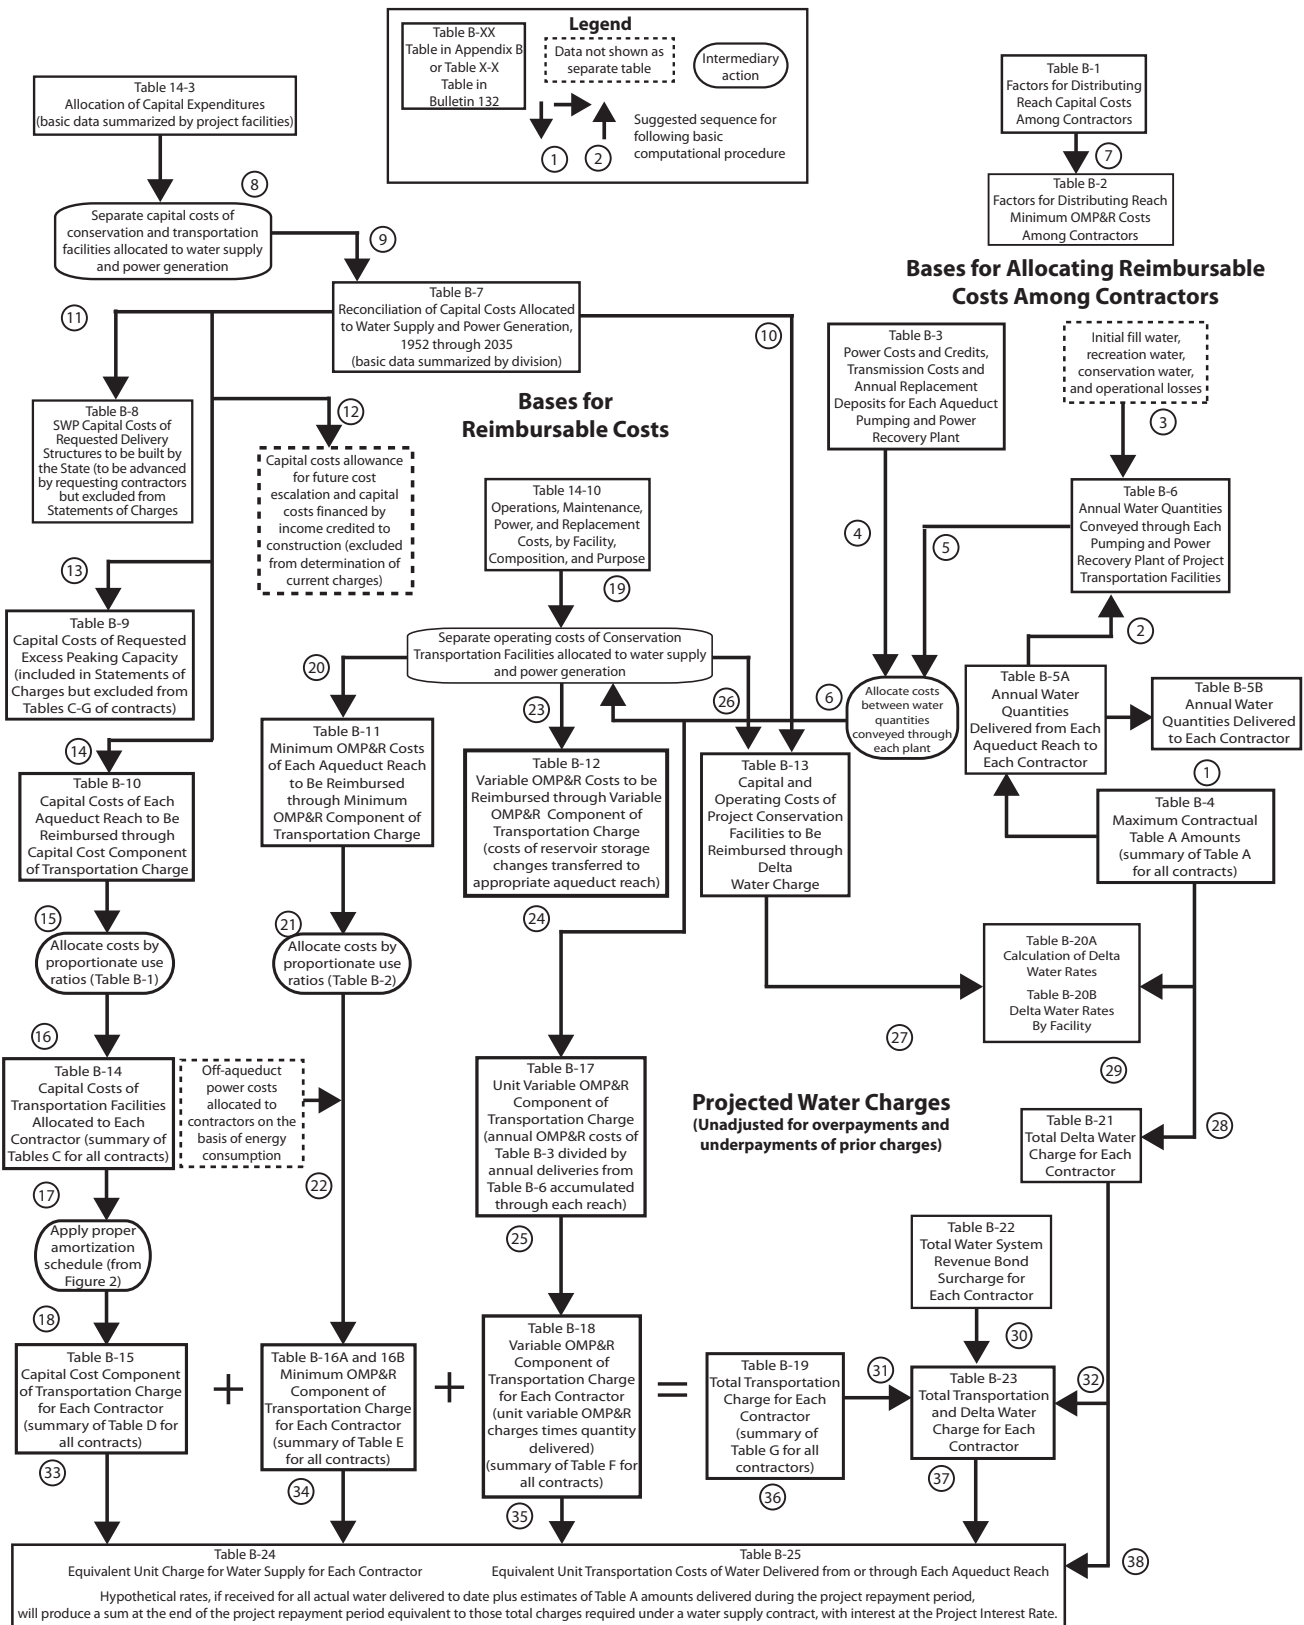 Legend
Table B-XX
Table in Appendix B
or Table X-X
Table in
Bulletin 132
Data not shown as
separate table
Intermediary
action
1
2
Suggested sequence for
following basic
computational procedure
Table 14-3
Allocation of Capital Expenditures
(basic data summarized by project facilities)
8
Separate capital costs of
conservation and transportation
facilities allocated to water supply
and power generation
9
Table B-1
Factors for Distributing
Reach Capital Costs
Among Contractors
7
Table B-2
Factors for Distributing Reach
Minimum OMP&R Costs
Among Contractors
Bases for Allocating Reimbursable
Costs Among Contractors
Table B-7
Reconciliation of Capital Costs Allocated
to Water Supply and Power Generation,
1952 through 2035
(basic data summarized by division)
11
10
Table B-3
Power Costs and Credits,
Transmission Costs and
Annual Replacement
Deposits for Each Aqueduct
Pumping and Power
Recovery Plant
Initial fill water,
recreation water,
conservation water,
and operational losses
3
Table B-8
SWP Capital Costs of
Requested Delivery
Structures to be built by
the State (to be advanced
by requesting contractors
but excluded from
Statements of Charges
12
Capital costs allowance
for future cost
escalation and capital
costs financed by
income credited to
construction (excluded
from determination of
current charges)
Bases for
Reimbursable Costs
Table 14-10
Operations, Maintenance,
Power, and Replacement
Costs, by Facility,
Composition, and Purpose
19
4
5
Table B-6
Annual Water Quantities
Conveyed through Each
Pumping and Power
Recovery Plant of Project
Transportation Facilities
2
13
Table B-9
Capital Costs of Requested
Excess Peaking Capacity
(included in Statements of
Charges but excluded from
Tables C-G of contracts)
Separate operating costs of Conservation
Transportation Facilities allocated to water supply
and power generation
20
23
26
6
Allocate costs
between water
quantities
conveyed through
each plant
Table B-5A
Annual Water
Quantities
Delivered from Each
Aqueduct Reach to
Each Contractor
Table B-5B
Annual Water
Quantities Delivered
to Each Contractor
1
Table B-4
Maximum Contractual
Table A Amounts
(summary of Table A
for all contracts)
14
Table B-10
Capital Costs of Each
Aqueduct Reach to Be
Reimbursed through
Capital Cost Component
of Transportation Charge
Table B-11
Minimum OMP&R Costs
of Each Aqueduct Reach
to Be Reimbursed
through Minimum
OMP&R Component of
Transportation Charge
Table B-12
Variable OMP&R Costs to be
Reimbursed through Variable
OMP&R Component of
Transportation Charge
(costs of reservoir storage
changes transferred to
appropriate aqueduct reach)
Table B-13
Capital and
Operating Costs of
Project Conservation
Facilities to Be
Reimbursed through
Delta
Water Charge
15
Allocate costs by
proportionate use
ratios (Table B-1)
21
Allocate costs by
proportionate use
ratios (Table B-2)
24
Table B-20A
Calculation of Delta
Water Rates
Table B-20B
Delta Water Rates
By Facility
27
29
16
Table B-14
Capital Costs of
Transportation Facilities
Allocated to Each
Contractor (summary of
Tables C for all contracts)
Off-aqueduct
power costs
allocated to
contractors on the
basis of energy
consumption
22
Table B-17
Unit Variable OMP&R
Component of
Transportation Charge
(annual OMP&R costs of
Table B-3 divided by
annual deliveries from
Table B-6 accumulated
through each reach)
25
Projected Water Charges
(Unadjusted for overpayments and
underpayments of prior charges)
Table B-21
Total Delta Water
Charge for Each
Contractor
28
17
Apply proper
amortization
schedule (from
Figure 2)
18
Table B-22
Total Water System
Revenue Bond
Surcharge for
Each Contractor
30
Table B-15
Capital Cost Component
of Transportation Charge
for Each Contractor
(summary of Table D for
all contracts)
+
Table B-16A and 16B
Minimum OMP&R
Component of
Transportation Charge
for Each Contractor
(summary of Table E
for all contracts)
+
Table B-18
Variable OMP&R
Component of
Transportation Charge
for Each Contractor
(unit variable OMP&R
charges times quantity
delivered)
(summary of Table F for
all contracts)
=
Table B-19
Total Transportation
Charge for Each
Contractor
(summary of
Table G for all
contractors)
31
Table B-23
Total Transportation
and Delta Water
Charge for Each
Contractor
32
33
34
35
36
37
38
Table B-24
Equivalent Unit Charge for Water Supply for Each Contractor
Table B-25
Equivalent Unit Transportation Costs of Water Delivered from or through Each Aqueduct Reach
Hypothetical rates, if received for all actual water delivered to date plus estimates of Table A amounts delivered during the project repayment period,
will produce a sum at the end of the project repayment period equivalent to those total charges required under a water supply contract, with interest at the Project Interest Rate.